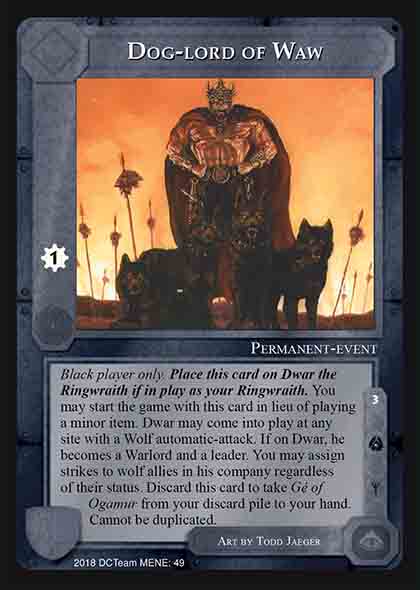 Dog-lord of Waw
1
Permanent-event
Black player only. Place this card on Dwar the
Ringwraith if in play as your Ringwraith. You
may start the game with this card in lieu of playing
a minor item. Dwar may come into play at any
site with a Wolf automatic-attack. If on Dwar, he
becomes a Warlord and a leader. You may assign
strikes to wolf allies in his company regardless
of their status. Discard this card to take Gé of
Ogamur from your discard pile to your hand.
Cannot be duplicated.
3
Art by Todd Jaeger
2018 DCTeam MENE: 49